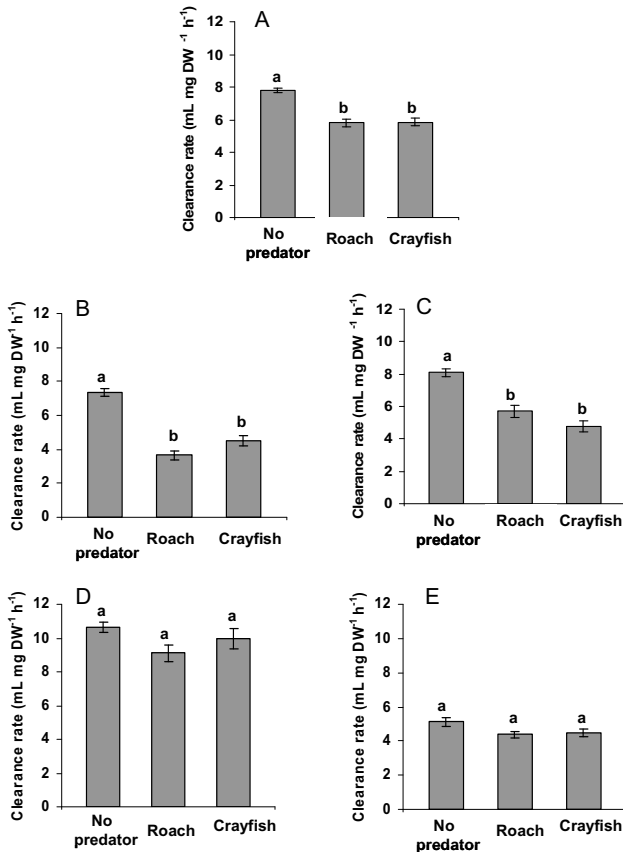 A
Clearance rate (mL mg DW ⁻¹ h⁻¹)
12
10
8
6
4
2
0
a
b
b
No
predator
Roach
Crayfish
B
Clearance rate (mL mg DW⁻¹ h⁻¹)
12
10
8
6
4
2
0
a
b
b
No
predator
Roach
Crayfish
C
Clearance rate (mL mg DW ⁻¹ h⁻¹)
12
10
8
6
4
2
0
a
b
b
No
predator
Roach
Crayfish
D
Clearance rate (mL mg DW⁻¹ h⁻¹)
12
10
8
6
4
2
0
a
a
a
No
predator
Roach
Crayfish
E
Clearance rate (mL mg DW⁻¹ h⁻¹)
12
10
8
6
4
2
0
a
a
a
No
predator
Roach
Crayfish